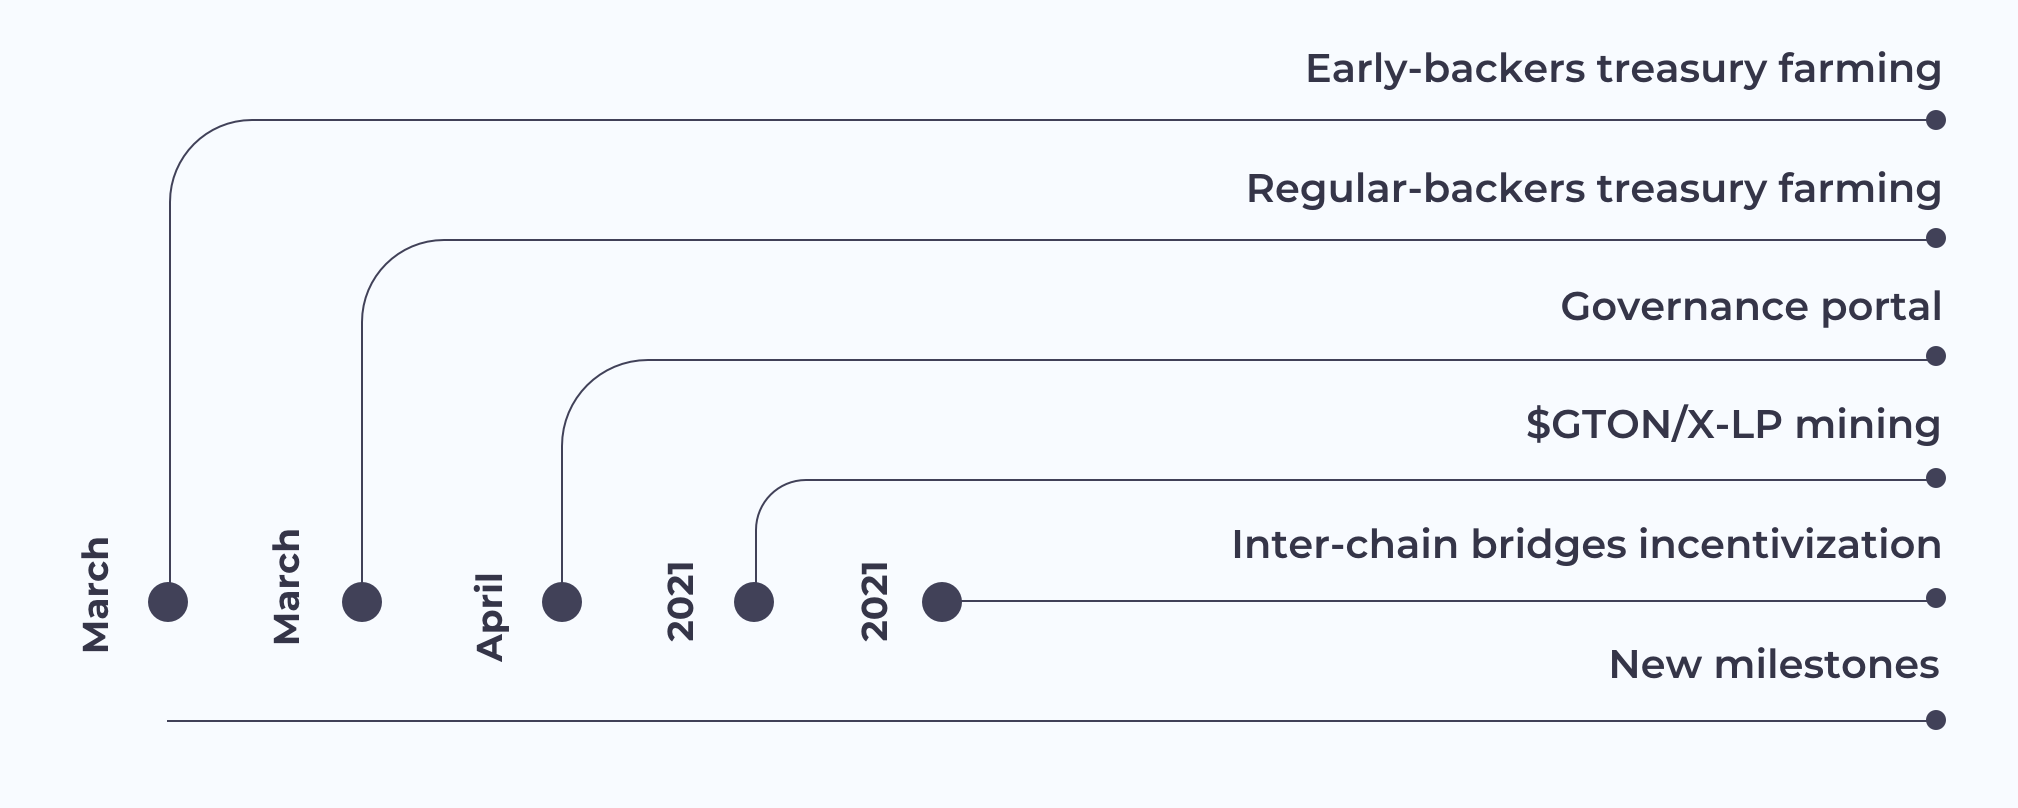 Early-backers treasury farming
Regular-backers treasury farming
Governance portal
$GTON/X-LP mining
Inter-chain bridges incentivization
New milestones
March
March
April
2021
2021